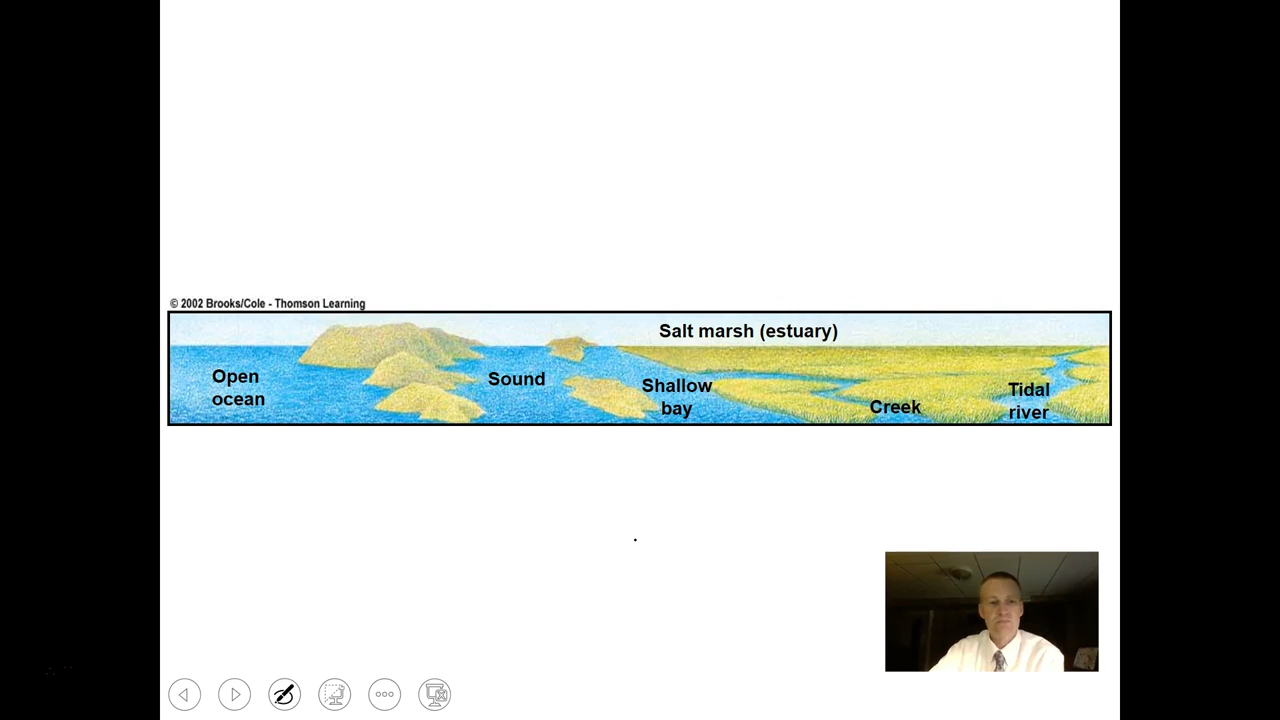 © 2002 Brooks/Cole - Thomson Learning
Salt marsh (estuary)
Open
ocean
Sound
Shallow
bay
Creek
Tidal
river